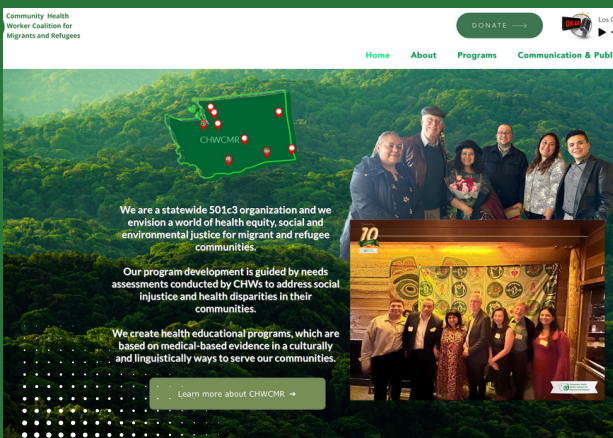 Community Health
Worker Coalition for
Migrants and Refugees
DONATE
ON AIR
Los
Home About Programs Communication & Publ
CHWCMR
We are a statewide 501c3 organization and we
envision a world of health equity, social and
environmental justice for migrant and refugee
communities.
Our program development is guided by needs
assessments conducted by CHWs to address social
injustice and health disparities in their
communities.
We create health educational programs, which are
based on medical-based evidence in a culturally
and linguistically ways to serve our communities.
Learn more about CHWCMR →
10